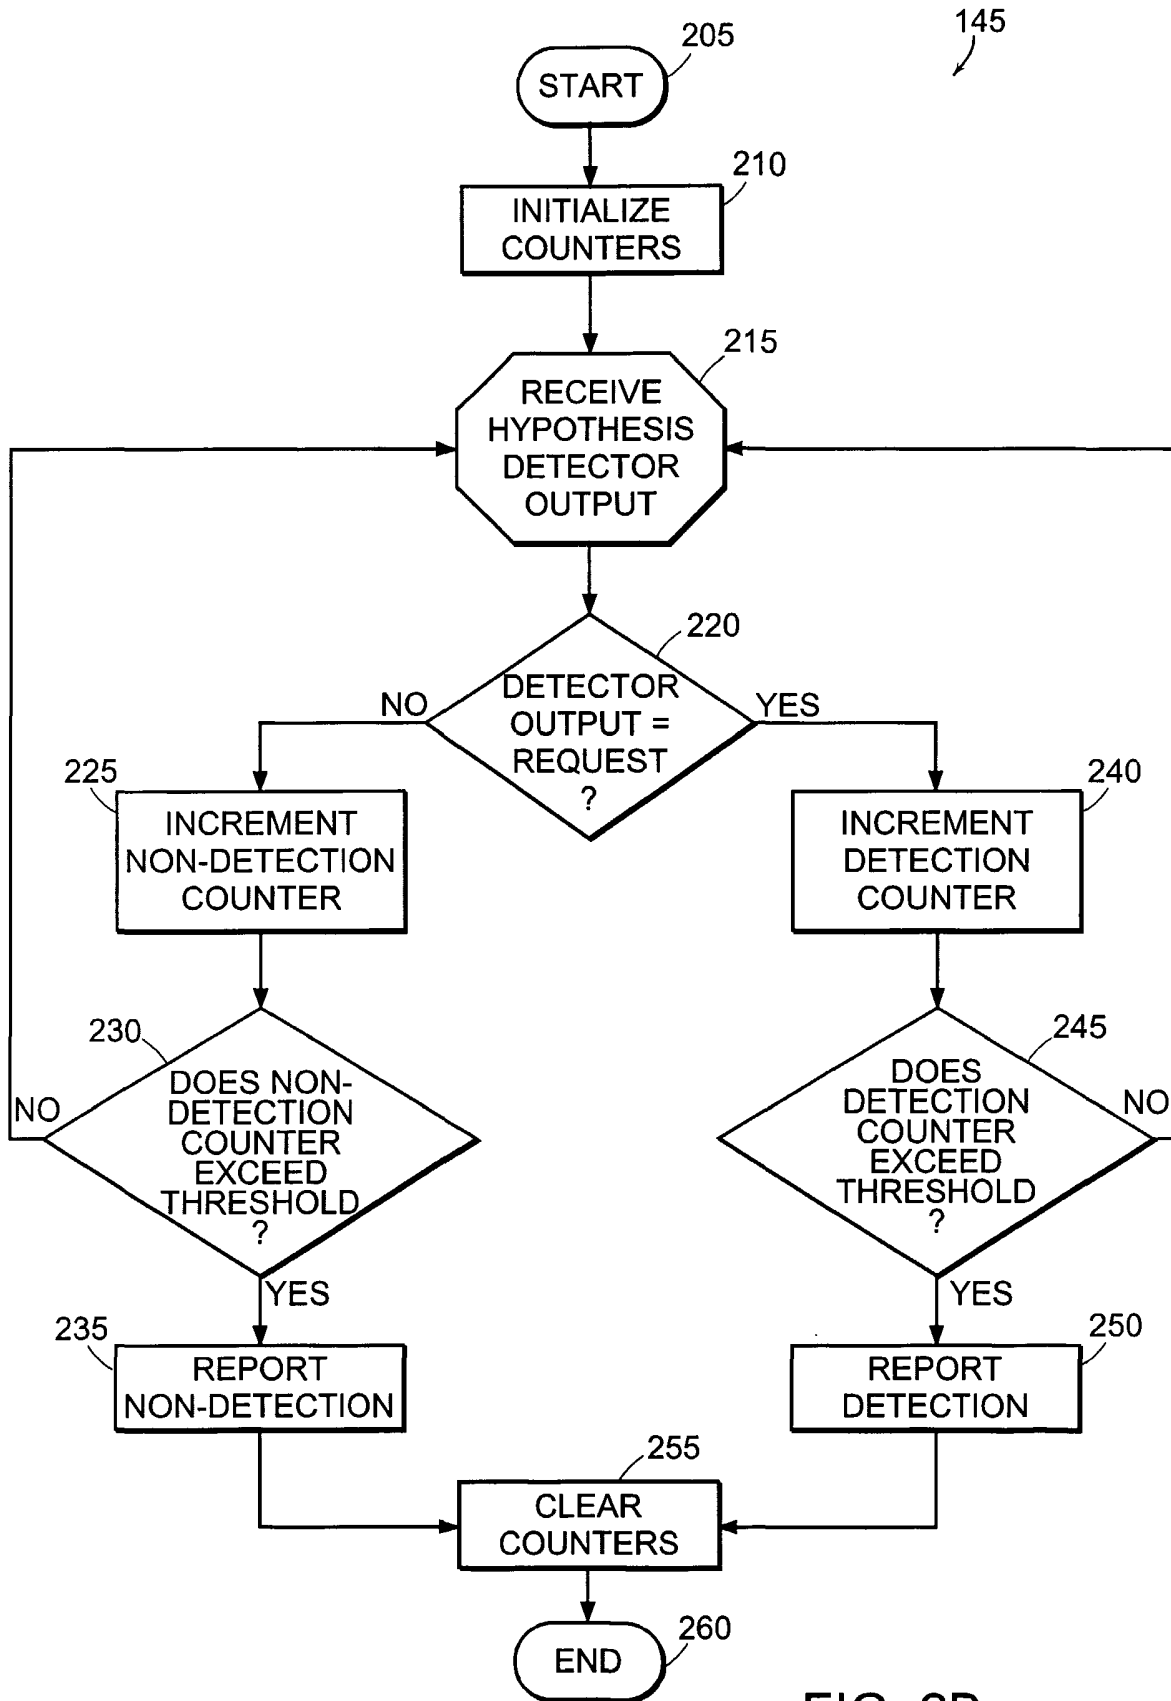 145
205
START
210
INITIALIZE
COUNTERS
215
RECEIVE
HYPOTHESIS
DETECTOR
OUTPUT
220
DETECTOR
OUTPUT =
REQUEST
?
NO
YES
225
INCREMENT
NON-DETECTION
COUNTER
240
INCREMENT
DETECTION
COUNTER
230
DOES NON-
DETECTION
COUNTER
EXCEED
THRESHOLD
?
NO
YES
245
DOES
DETECTION
COUNTER
EXCEED
THRESHOLD
?
NO
YES
235
REPORT
NON-DETECTION
250
REPORT
DETECTION
255
CLEAR
COUNTERS
260
END